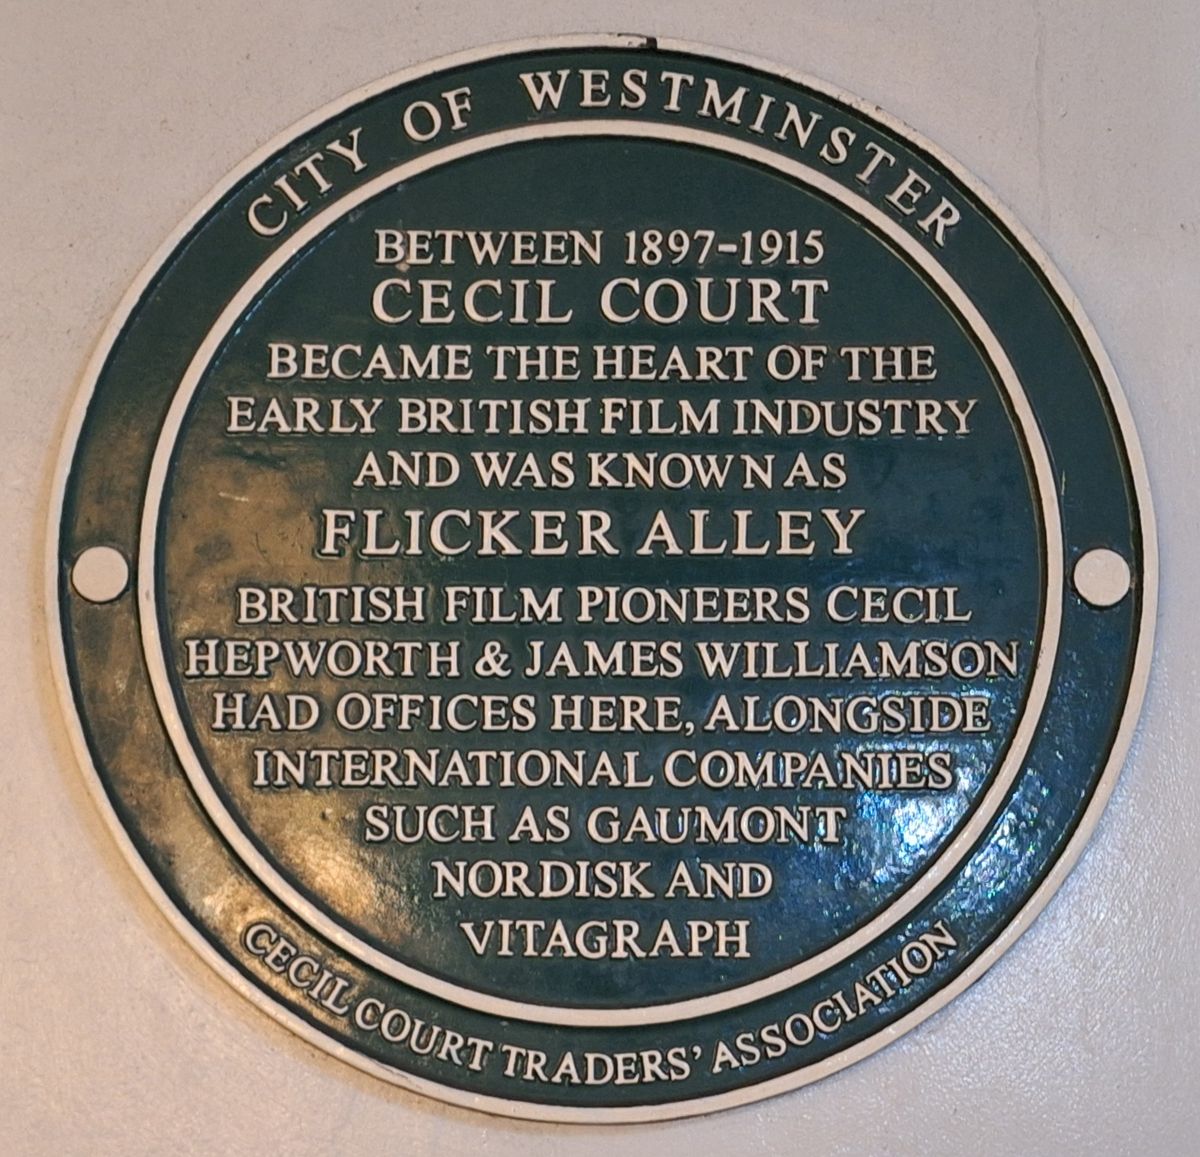 CITY OF WESTMINSTER
BETWEEN 1897-1915
CECIL COURT
BECAME THE HEART OF THE
EARLY BRITISH FILM INDUSTRY
AND WAS KNOWN AS
FLICKER ALLEY
BRITISH FILM PIONEERS CECIL
HEPWORTH & JAMES WILLIAMSON
HAD OFFICES HERE, ALONGSIDE
INTERNATIONAL COMPANIES
SUCH AS GAUMONT
NORDISK AND
VITAGRAPH
CECIL COURT TRADERS' ASSOCIATION